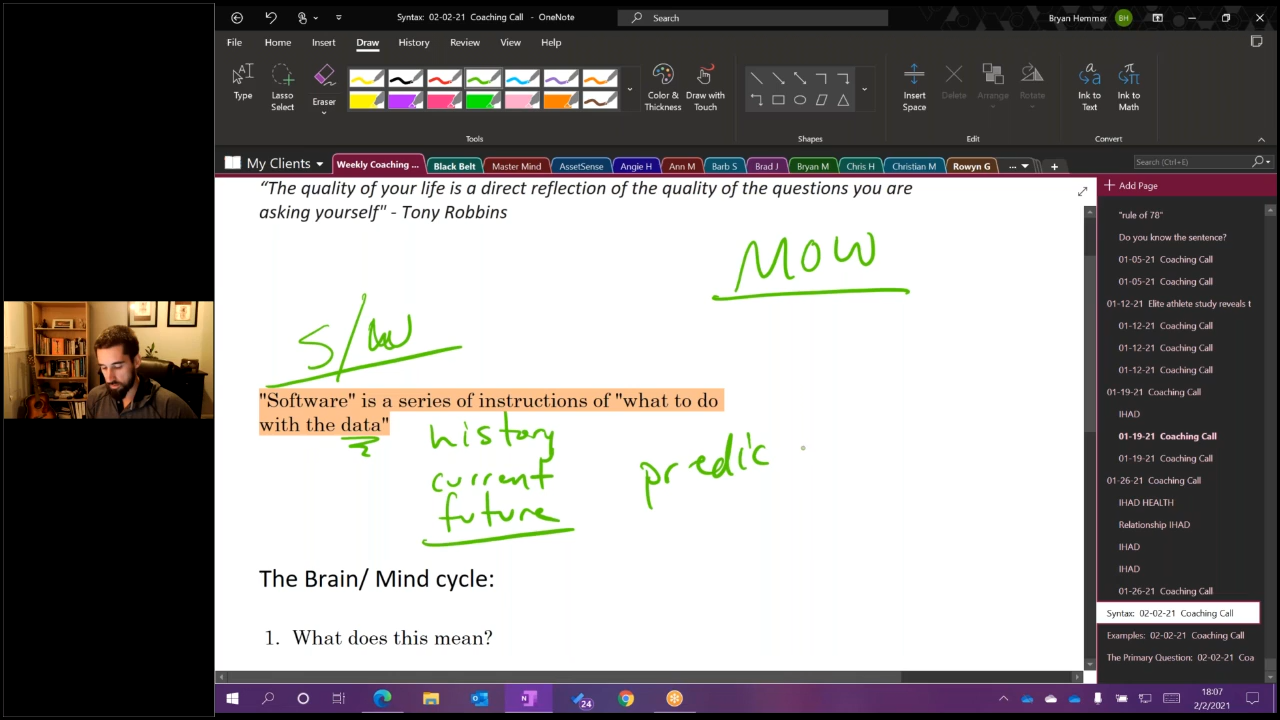 Syntax: 02-02-21 Coaching Call - OneNote
Search
Bryan Hemmer
BH
File Home Insert Draw History Review View Help
Type
Lasso Select
Eraser
Color & Thickness
Draw with Touch
Insert Space
Delete
Arrange
Rotate
Ink to Text
Ink to Math
Tools
Shapes
Edit
Convert
My Clients
Weekly Coaching ...
Black Belt
Master Mind
AssetSense
Angie H
Ann M
Barb S
Brad J
Bryan M
Chris H
Christian M
Rowyn G
...
Search (Ctrl+E)
“The quality of your life is a direct reflection of the quality of the questions you are
asking yourself" - Tony Robbins
MOW
S/W
"Software" is a series of instructions of "what to do
with the data"
history
current
future
predic
The Brain/ Mind cycle:
1. What does this mean?
Add Page
"rule of 78"
Do you know the sentence?
01-05-21 Coaching Call
01-05-21 Coaching Call
01-12-21 Elite athlete study reveals t
01-12-21 Coaching Call
01-12-21 Coaching Call
01-12-21 Coaching Call
01-19-21 Coaching Call
IHAD
01-19-21 Coaching Call
01-19-21 Coaching Call
01-26-21 Coaching Call
IHAD HEALTH
Relationship IHAD
IHAD
IHAD
01-26-21 Coaching Call
Syntax: 02-02-21 Coaching Call
Examples: 02-02-21 Coaching Call
The Primary Question: 02-02-21 Coa
24
18:07
2/2/2021